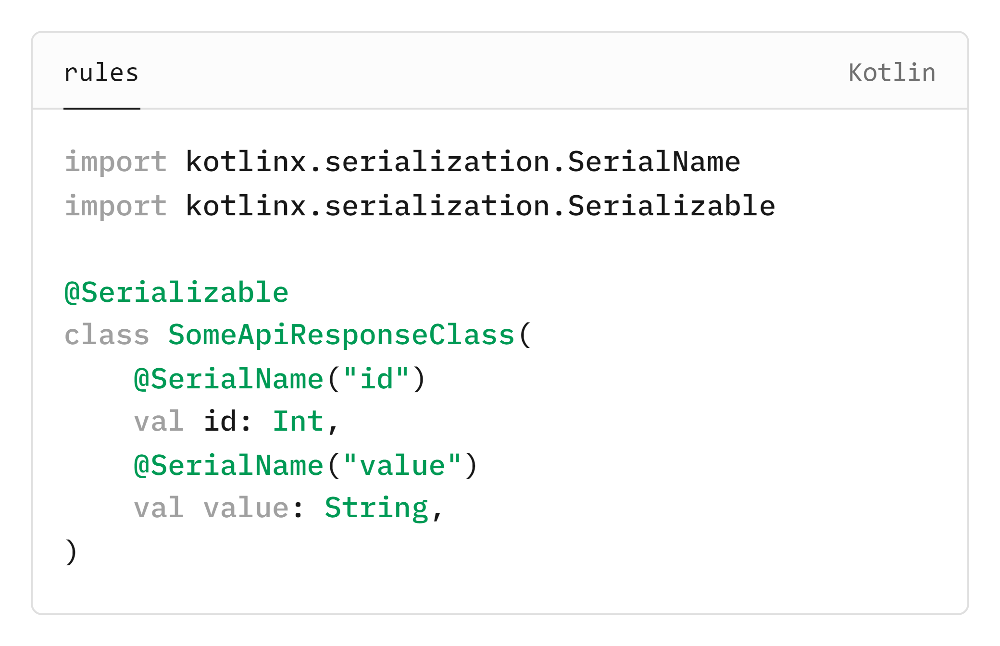 rules
Kotlin
import kotlinx.serialization.SerialName
import kotlinx.serialization.Serializable

@Serializable
class SomeApiResponseClass(
    @SerialName("id")
    val id: Int,
    @SerialName("value")
    val value: String,
)